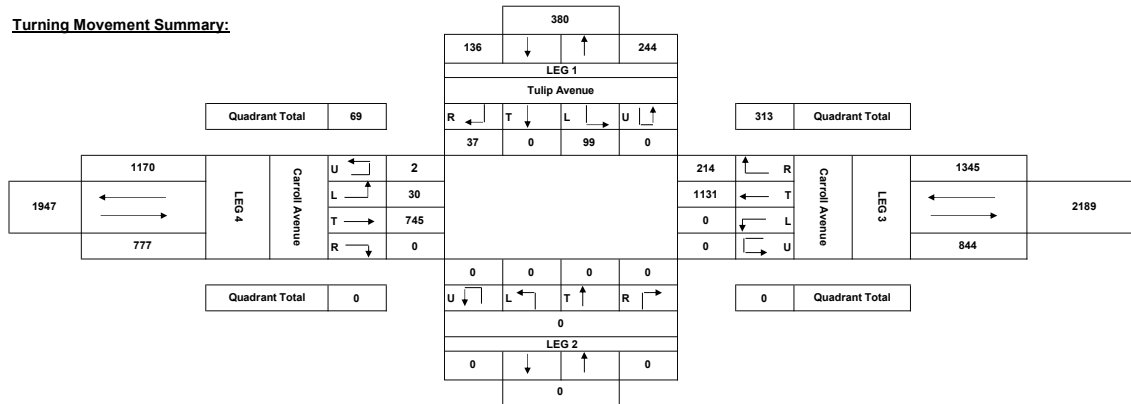 Turning Movement Summary:
380
136 244
LEG 1
Tulip Avenue
Quadrant Total 69
R T L U
313 Quadrant Total
37 0 99 0
1170 U 2 214 R 1345
1947 LEG 4 Carroll Avenue L 30 1131 T Carroll Avenue LEG 3 2189
T 745 0 L
777 R 0 0 U 844
0 0 0 0
Quadrant Total 0
U L T R
0 Quadrant Total
0
LEG 2
0 0
0